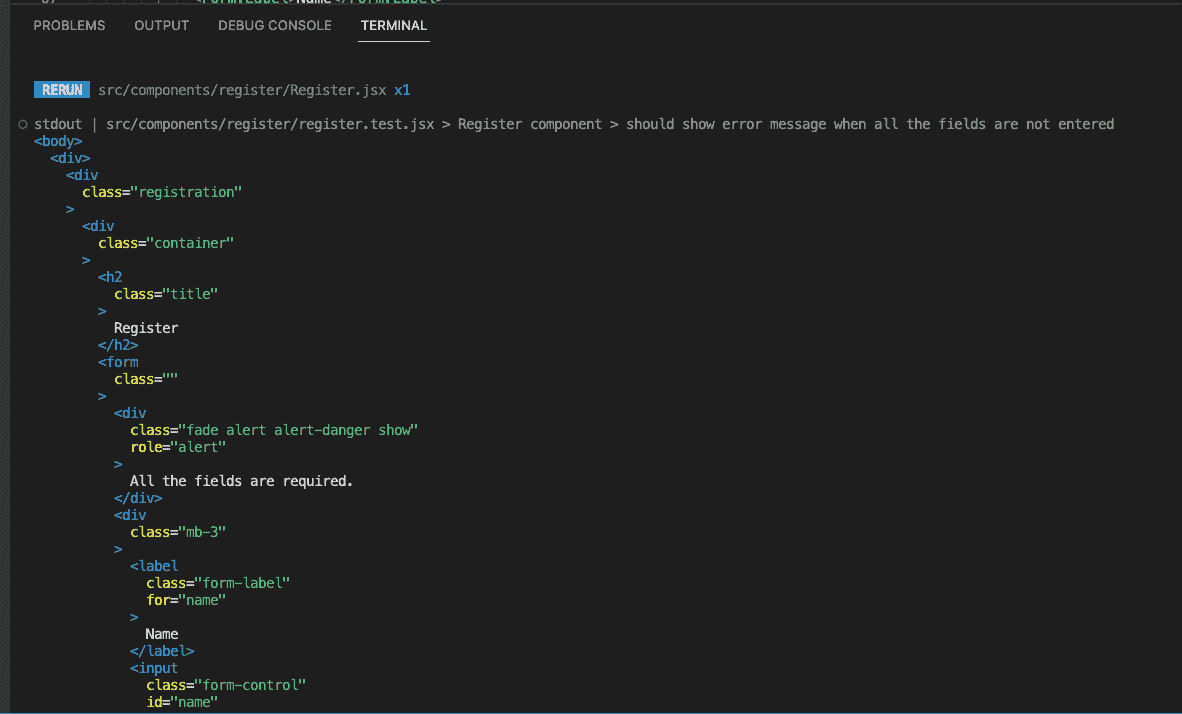 PROBLEMS OUTPUT DEBUG CONSOLE TERMINAL
RERUN src/components/register/Register.jsx x1
stdout | src/components/register/register.test.jsx > Register component > should show error message when all the fields are not entered
<body>
<div>
<div
class="registration"
>
<div
class="container"
>
<h2
class="title"
>
Register
</h2>
<form
class=""
>
<div
class="fade alert alert-danger show"
role="alert"
>
All the fields are required.
</div>
<div
class="mb-3"
>
<label
class="form-label"
for="name"
>
Name
</label>
<input
class="form-control"
id="name"